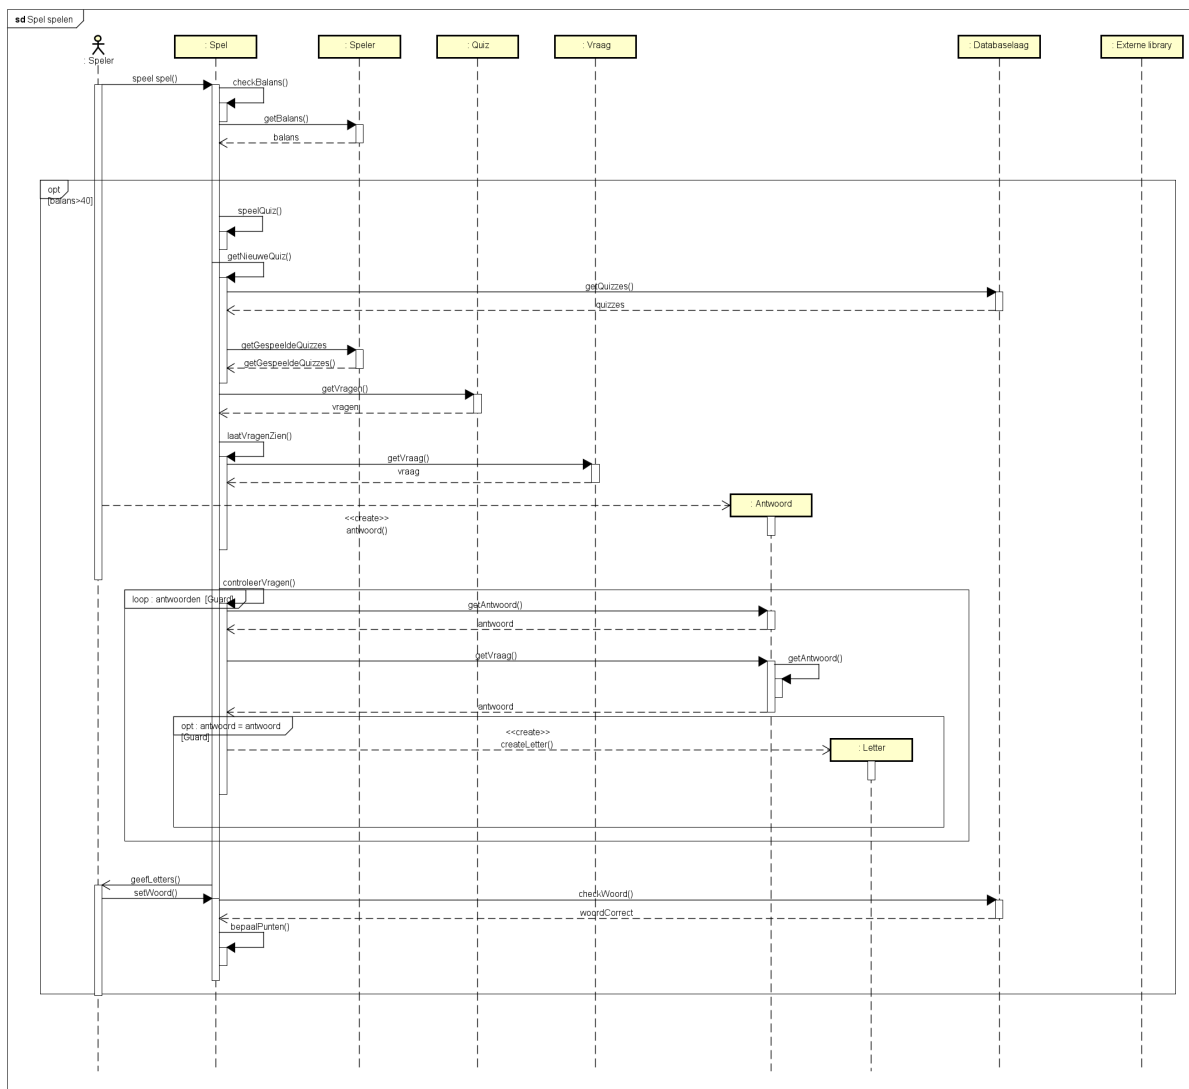 sd Spel spelen
: Speler
: Spel
: Speler
: Quiz
: Vraag
: Databaselaag
: Externe library
speel spel()
checkBalans()
getBalans()
balans
opt
[balans>40]
speelQuiz()
getNieuweQuiz()
getQuizzes()
quizzes
getGespeeldeQuizzes
getGespeeldeQuizzes()
getVragen()
vragen
laatVragenZien()
getVraag()
vraag
: Antwoord
<<create>>
antwoord()
controleerVragen()
loop : antwoorden [Guard]
getAntwoord()
antwoord
getVraag()
getAntwoord()
antwoord
opt : antwoord = antwoord
[Guard]
<<create>>
createLetter()
: Letter
geefLetters()
setWoord()
checkWoord()
woordCorrect
bepaalPunten()